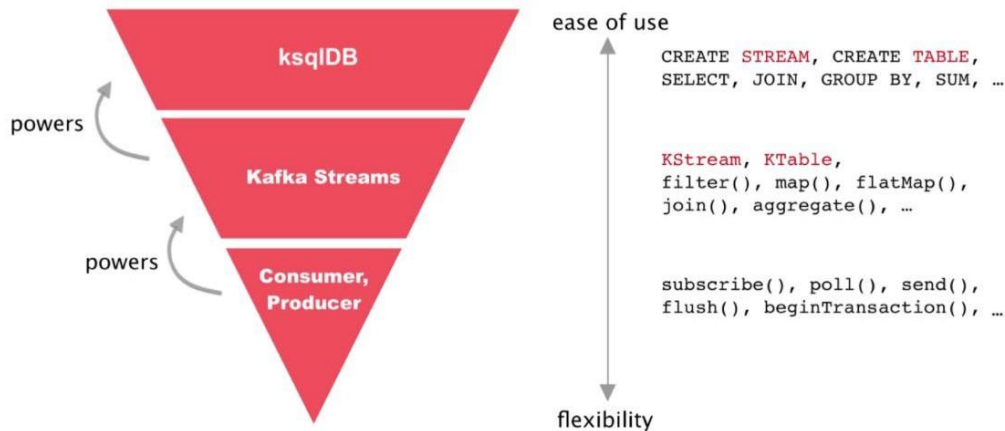 ksqlDB
powers
Kafka Streams
powers
Consumer,
Producer
ease of use
flexibility
CREATE STREAM, CREATE TABLE,
SELECT, JOIN, GROUP BY, SUM, …
KStream, KTable,
filter(), map(), flatMap(),
join(), aggregate(), …
subscribe(), poll(), send(),
flush(), beginTransaction(), …